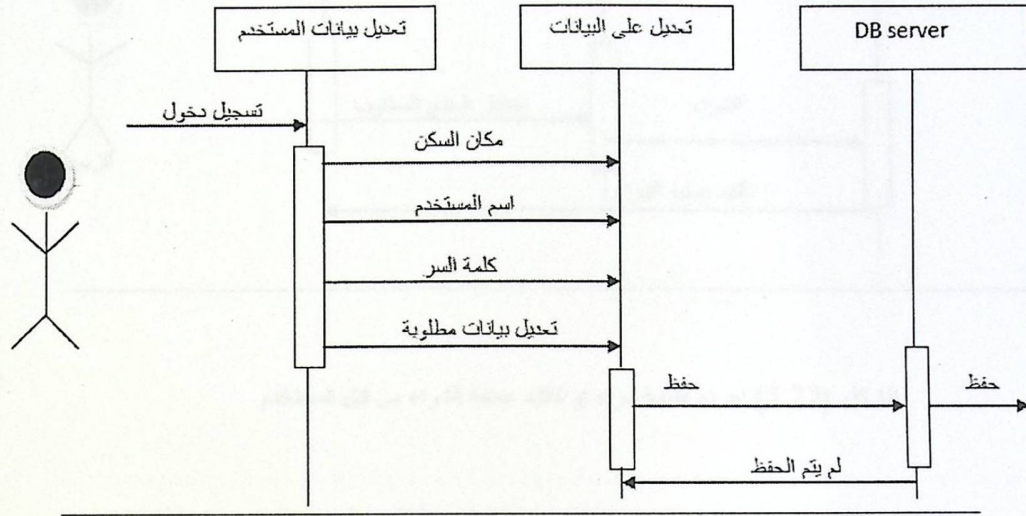 تعديل بيانات المستخدم
تعديل على البيانات
DB server
تسجيل دخول
مكان السكن
اسم المستخدم
كلمة السر
تعديل بيانات مطلوبة
حفظ
حفظ
لم يتم الحفظ